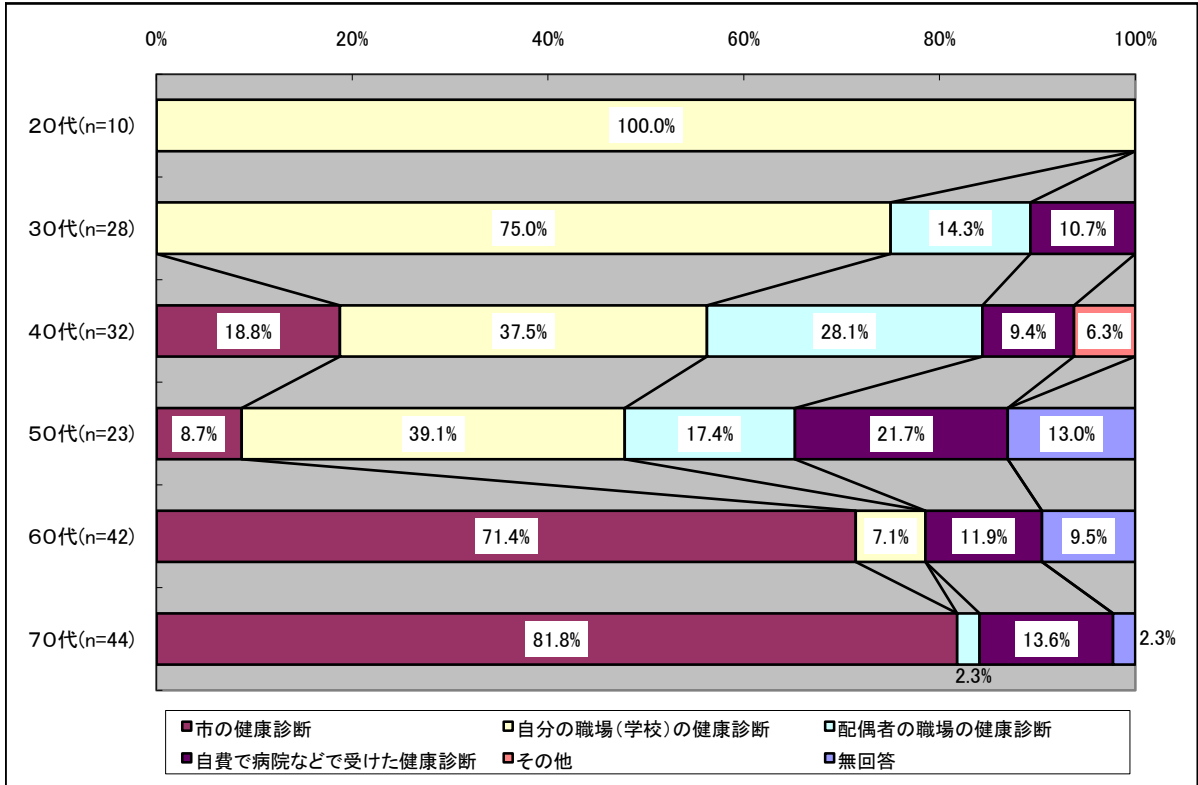 0% 20% 40% 60% 80% 100%
20代(n=10) 100.0%
30代(n=28) 75.0% 14.3% 10.7%
40代(n=32) 18.8% 37.5% 28.1% 9.4% 6.3%
50代(n=23) 8.7% 39.1% 17.4% 21.7% 13.0%
60代(n=42) 71.4% 7.1% 11.9% 9.5%
70代(n=44) 81.8% 13.6% 2.3%
2.3%
市の健康診断 自分の職場(学校)の健康診断 配偶者の職場の健康診断
自費で病院などで受けた健康診断 その他 無回答